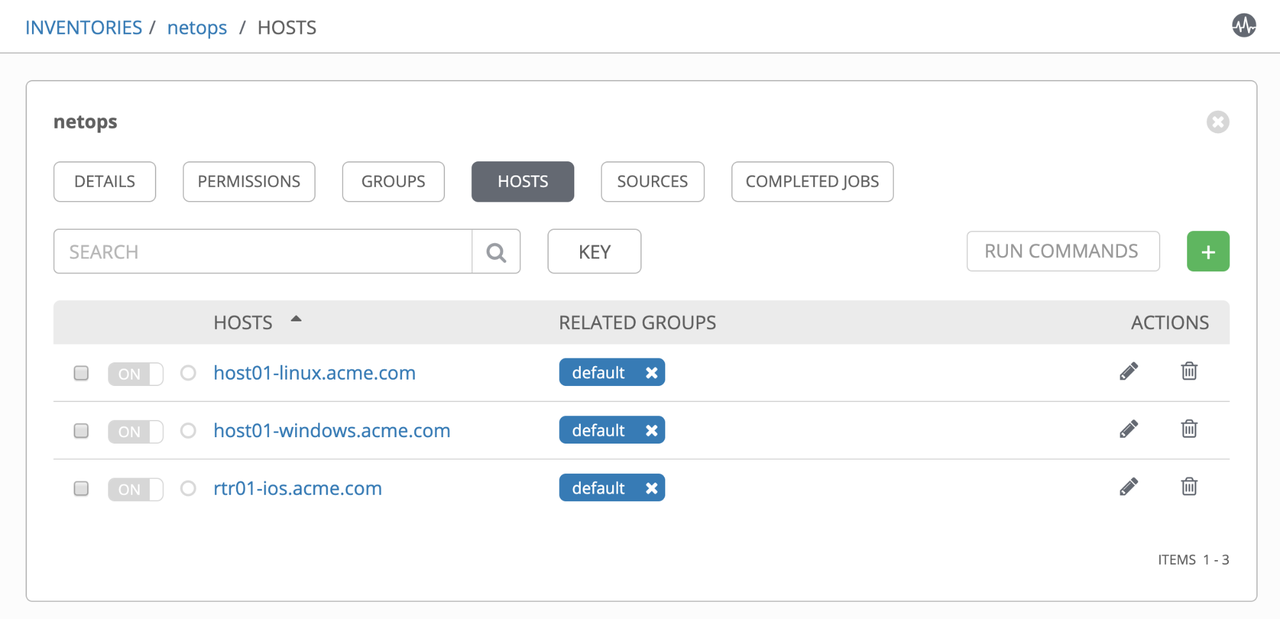 INVENTORIES / netops / HOSTS
netops
DETAILS PERMISSIONS GROUPS HOSTS SOURCES COMPLETED JOBS
SEARCH KEY RUN COMMANDS +
HOSTS RELATED GROUPS ACTIONS
ON host01-linux.acme.com default
ON host01-windows.acme.com default
ON rtr01-ios.acme.com default
ITEMS 1 - 3